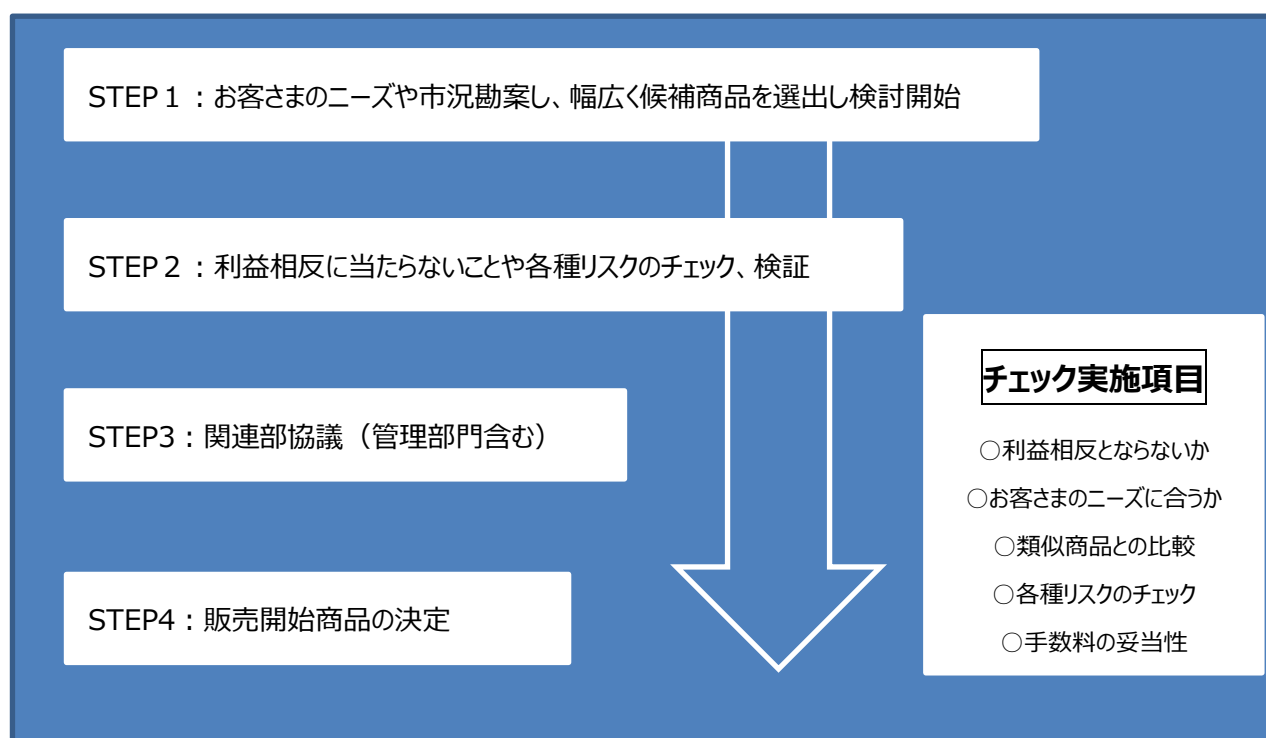 STEP１：お客さまのニーズや市況勘案し、幅広く候補商品を選出し検討開始
STEP２：利益相反に当たらないことや各種リスクのチェック、検証
STEP3：関連部協議（管理部門含む）
STEP4：販売開始商品の決定
チェック実施項目
○利益相反とならないか
○お客さまのニーズに合うか
○類似商品との比較
○各種リスクのチェック
○手数料の妥当性